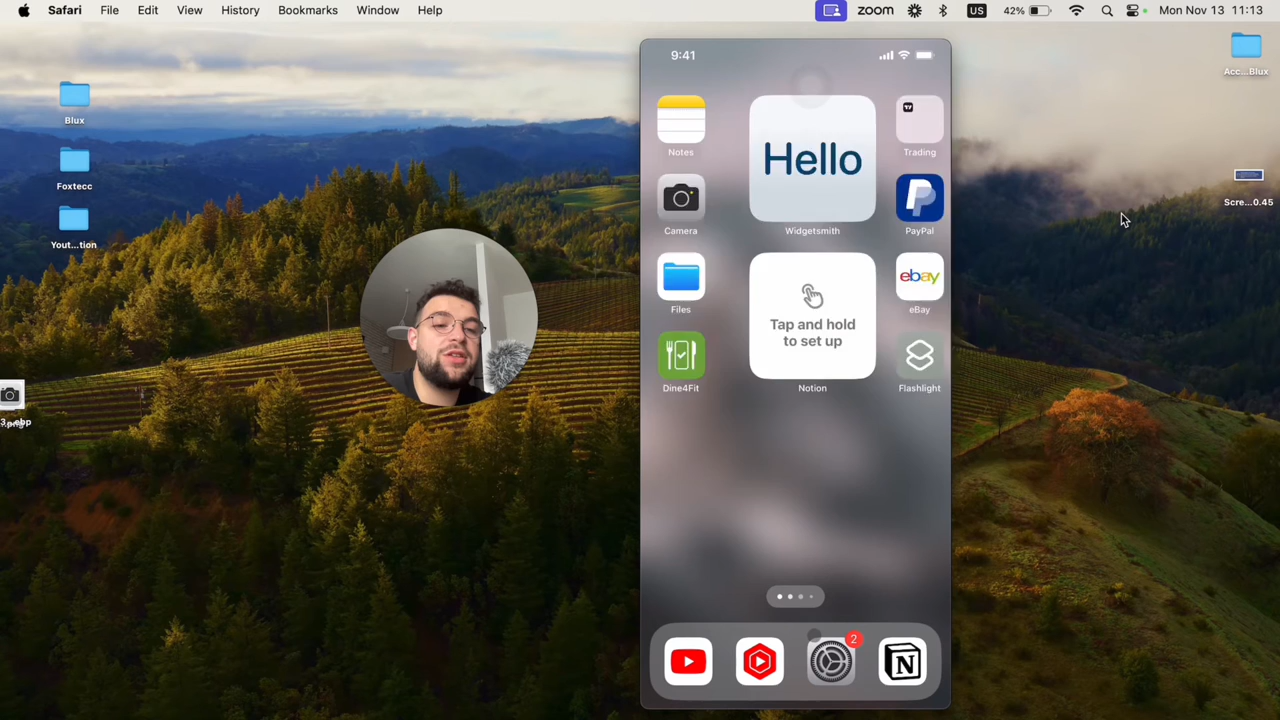 Safari File Edit View History Bookmarks Window Help zoom US 42% Mon Nov 13 11:13
Blux
Foxtecc
Yout...tion
Acc...Blux
Scre...0.45
9:41
Notes
Hello
Widgetsmith
Trading
Camera
PayPal
Files
Tap and hold
to set up
Notion
ebay
eBay
Dine4Fit
Flashlight
2
N